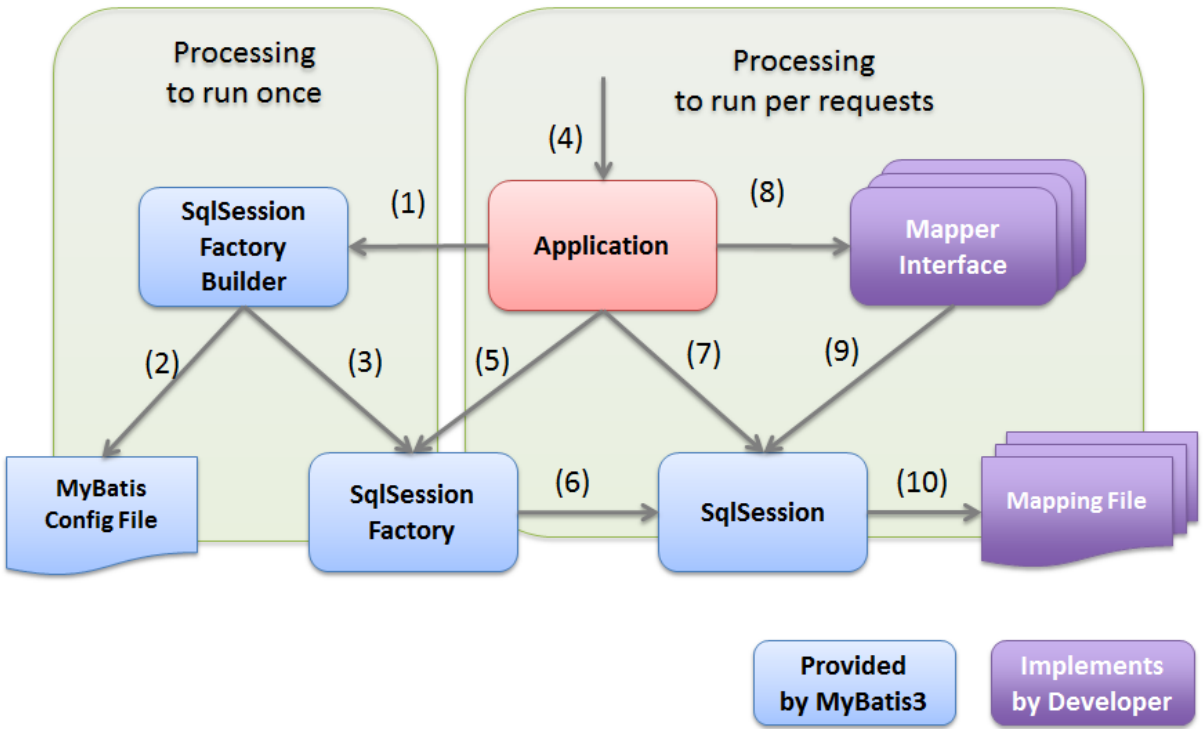 Processing
to run once
Processing
to run per requests
(4)
(1)
(8)
SqlSession
Factory
Builder
Application
Mapper
Interface
(2)
(3)
(5)
(7)
(9)
MyBatis
Config File
SqlSession
Factory
(6)
SqlSession
(10)
Mapping File
Provided
by MyBatis3
Implements
by Developer